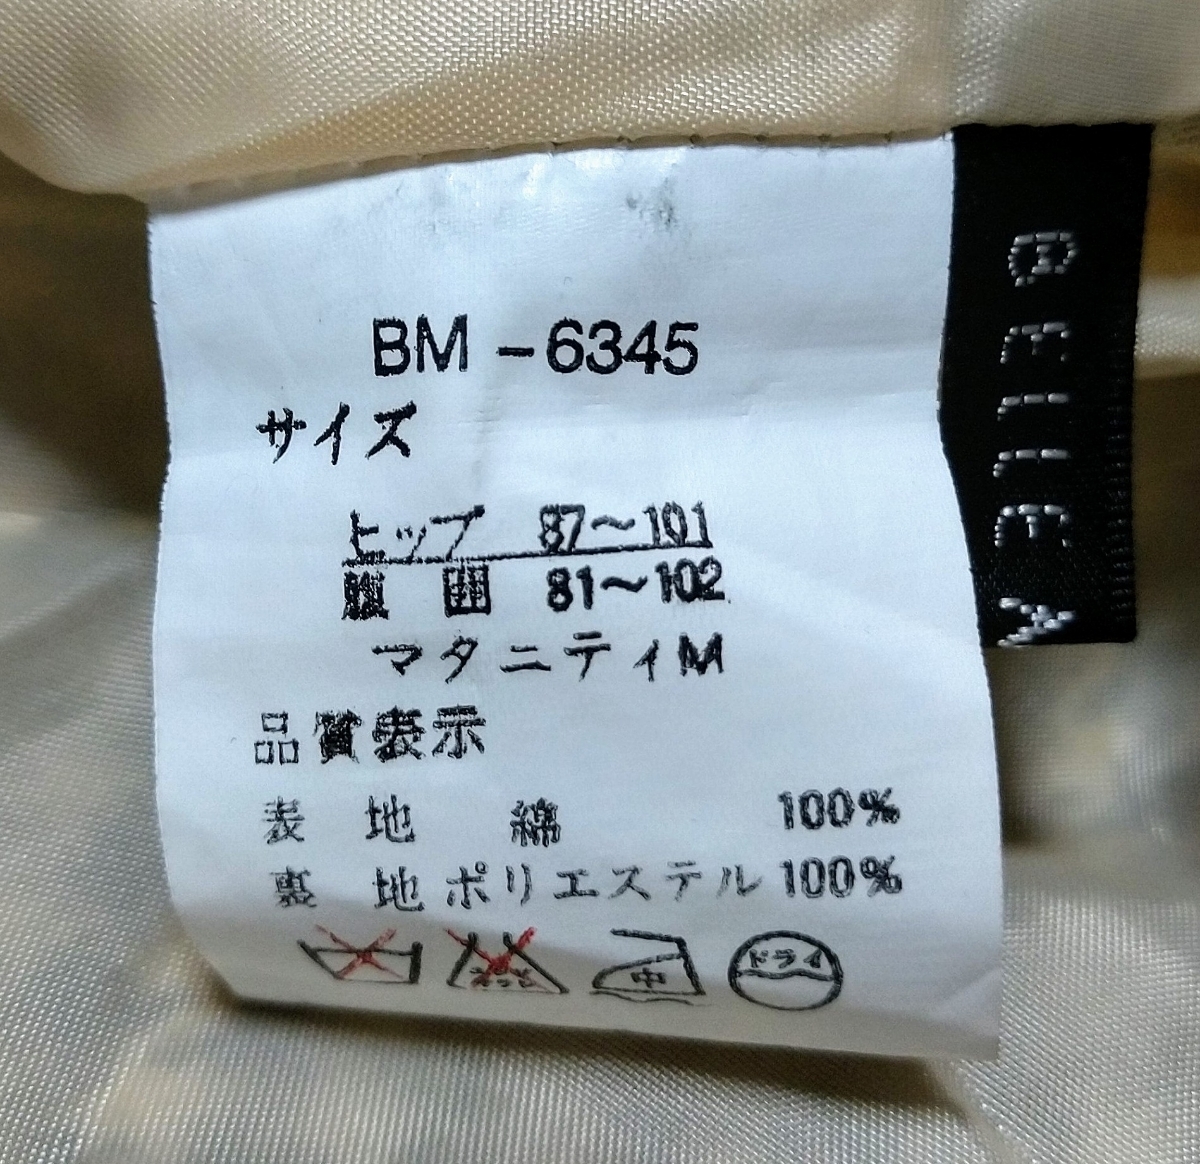 BM -6345
サイズ
ヒップ 87～101
腹 囲 81～102
マタニティM
品質表示
表 地 綿 100%
裏 地 ポリエステル 100%
中
ドライ
BELLE A